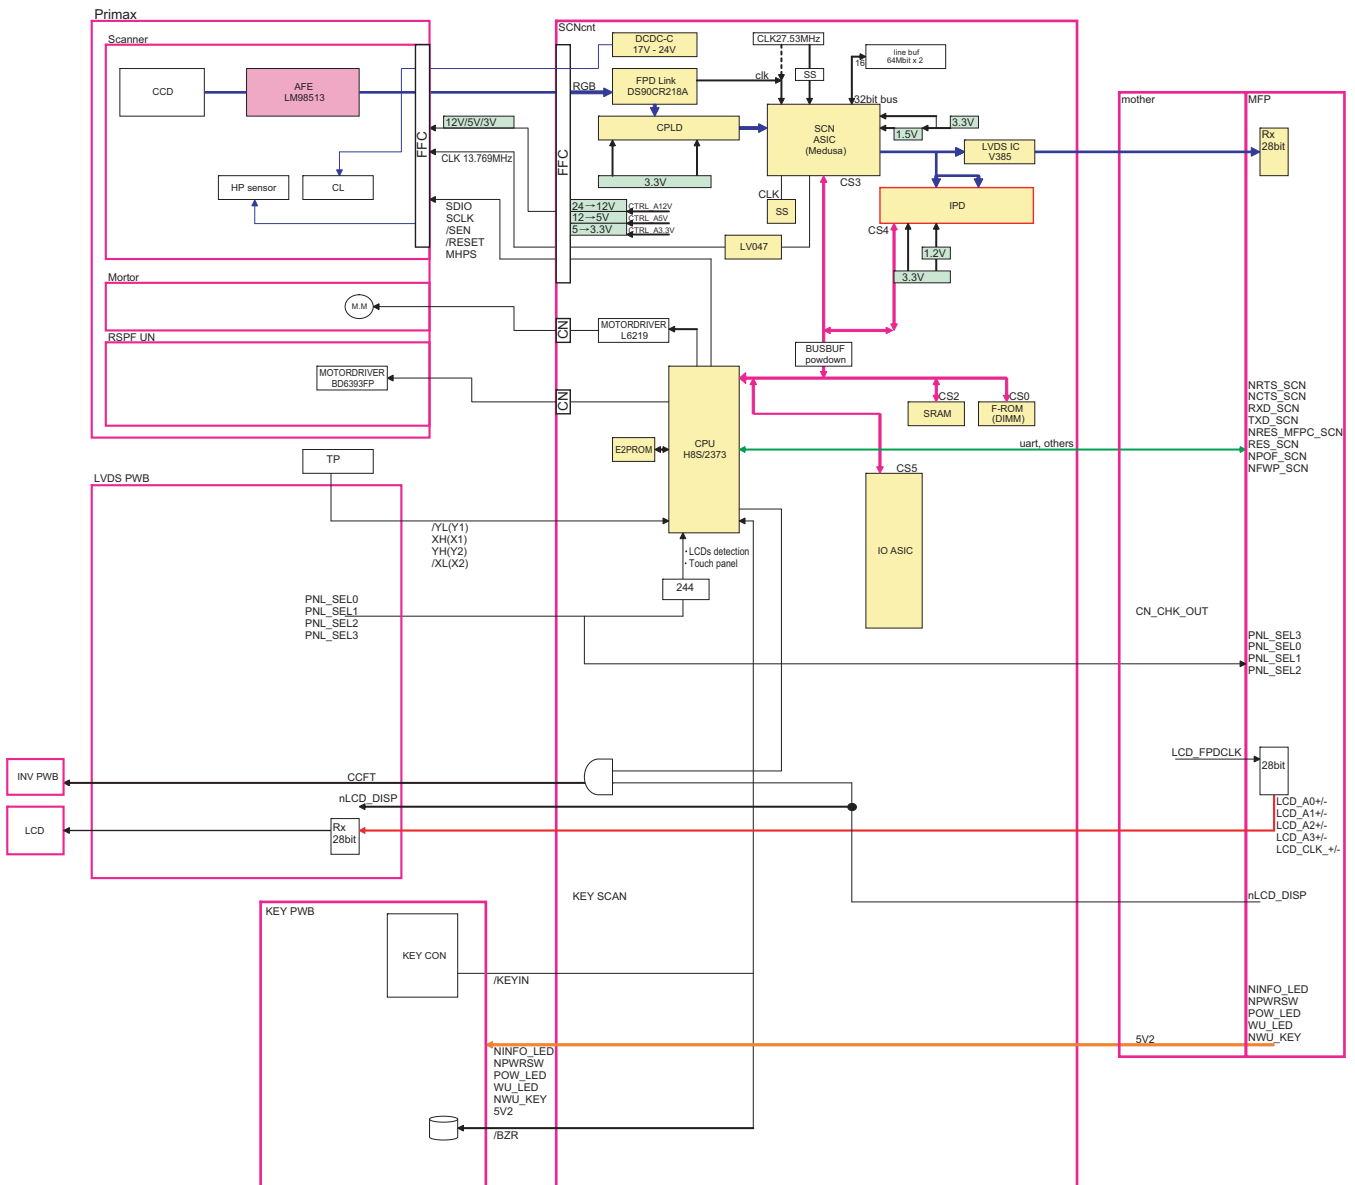 Primax
SCNcnt
Scanner
DCDC-C
17V - 24V
CLK27.53MHz
line buf
64Mbit x 2
16
CCD
AFE
LM98513
FPD Link
DS90CR218A
clk
SS
RGB
32bit bus
mother
MFP
12V/5V/3V
CPLD
SCN
ASIC
(Medusa)
3.3V
1.5V
Rx
28bit
LVDS IC
V385
FFC
FFC
CLK 13.769MHz
3.3V
CS3
HP sensor
CL
CLK
SS
IPD
SDIO
SCLK
/SEN
/RESET
MHPS
24→12V
12→5V
5→3.3V
CTRL_A12V
CTRL_A5V
CTRL_A3.3V
CS4
LV047
1.2V
3.3V
Mortor
M.M
CN
MOTORDRIVER
L6219
RSPF UN
BUSBUF
powdown
MOTORDRIVER
BD6393FP
CN
CS2
CS0
SRAM
F-ROM
(DIMM)
NRTS_SCN
NCTS_SCN
RXD_SCN
TXD_SCN
NRES_MFPC_SCN
RES_SCN
NPOF_SCN
NFWP_SCN
E2PROM
CPU
H8S/2373
uart, others
TP
LVDS PWB
CS5
IO ASIC
/YL(Y1)
XH(X1)
YH(Y2)
/XL(X2)
・LCDs detection
・Touch panel
244
PNL_SEL0
PNL_SEL1
PNL_SEL2
PNL_SEL3
CN_CHK_OUT
PNL_SEL3
PNL_SEL0
PNL_SEL1
PNL_SEL2
LCD_FPDCLK
28bit
INV PWB
CCFT
nLCD_DISP
LCD
Rx
28bit
LCD_A0+/-
LCD_A1+/-
LCD_A2+/-
LCD_A3+/-
LCD_CLK_+/-
KEY SCAN
nLCD_DISP
KEY PWB
KEY CON
/KEYIN
NINFO_LED
NPWRSW
POW_LED
WU_LED
NWU_KEY
5V2
NINFO_LED
NPWRSW
POW_LED
WU_LED
NWU_KEY
5V2
/BZR